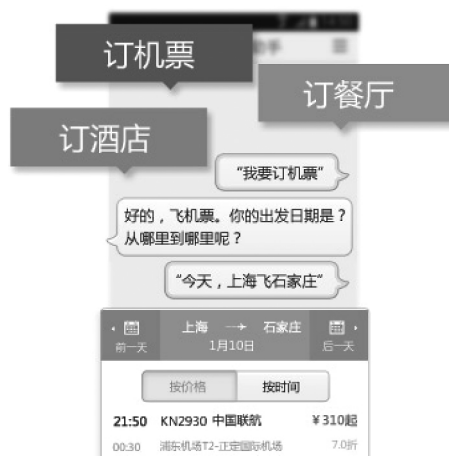 订机票
订餐厅
订酒店
“我要订机票”
好的，飞机票。你的出发日期是？
从哪里到哪里呢？
“今天，上海飞石家庄”
上海 → 石家庄
前一天 1月10日 后一天
按价格 按时间
21:50 KN2930 中国联航 ¥310起
00:30 浦东机场T2-正定国际机场 7.0折